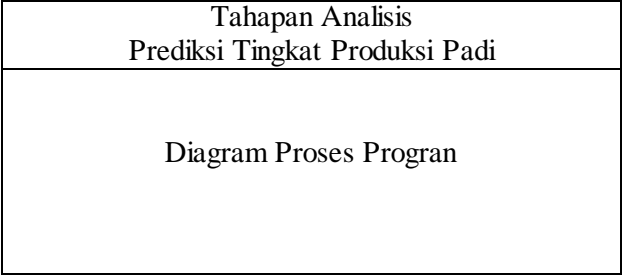 Tahapan Analisis
Prediksi Tingkat Produksi Padi
Diagram Proses Progran